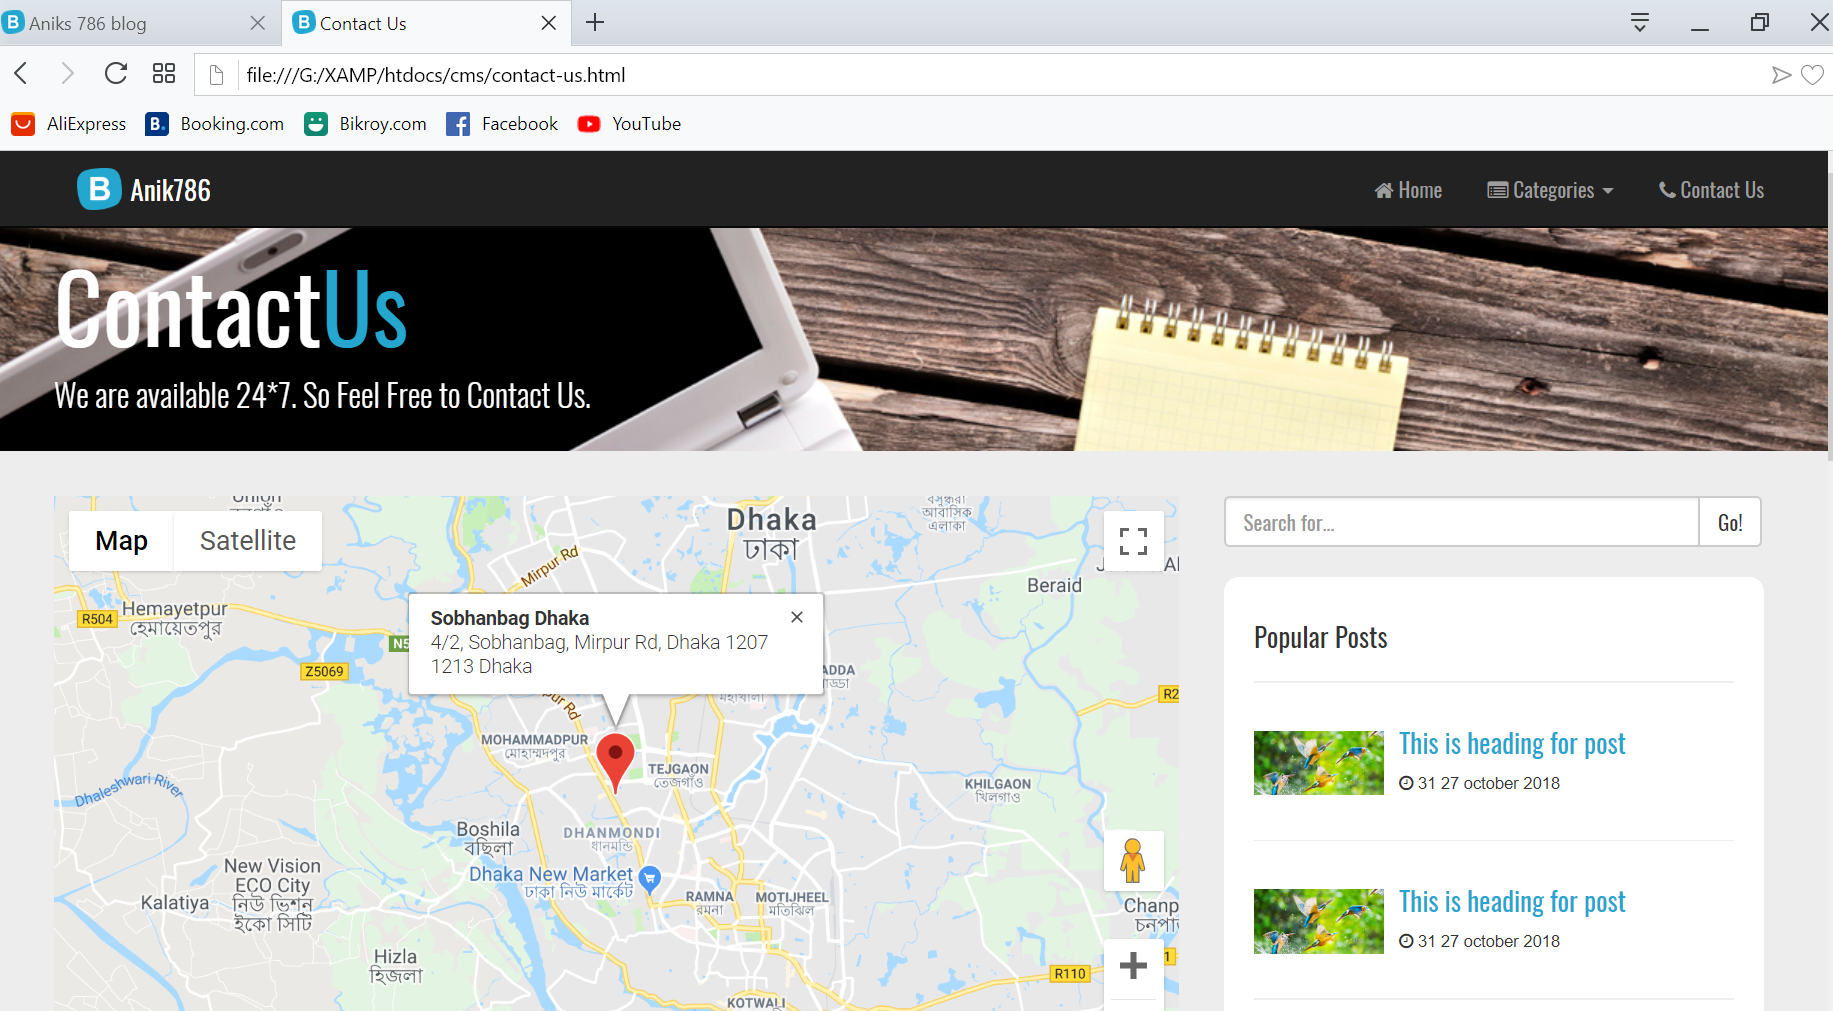 Aniks 786 blog
Contact Us
file:///G:/XAMP/htdocs/cms/contact-us.html
AliExpress
Booking.com
Bikroy.com
Facebook
YouTube
Anik786
Home
Categories
Contact Us
ContactUs
We are available 24*7. So Feel Free to Contact Us.
Map
Satellite
Dhaka
ঢাকা
বসুন্ধরা
আবাসিক
এলাকা
Mirpur Rd
Beraid
R504
Hemayetpur
হেমায়েতপুর
N5
Z5069
Sobhanbag Dhaka
4/2, Sobhanbag, Mirpur Rd, Dhaka 1207
1213 Dhaka
R2
MOHAMMADPUR
মোহাম্মদপুর
TEJGAON
তেজগাঁও
Dhaleshwari River
KHILGAON
খিলগাও
Boshila
বছিলা
DHANMONDI
ধানমন্ডি
New Vision
ECO City
নিউ ভিশন
ইকো সিটি
Dhaka New Market
ঢাকা নিউ মার্কেট
Kalatiya
RAMNA
রমনা
MOTIJHEEL
মতিঝিল
Hizla
হিজলা
R110
KOTWALI
Search for...
Go!
Popular Posts
This is heading for post
31 27 october 2018
This is heading for post
31 27 october 2018